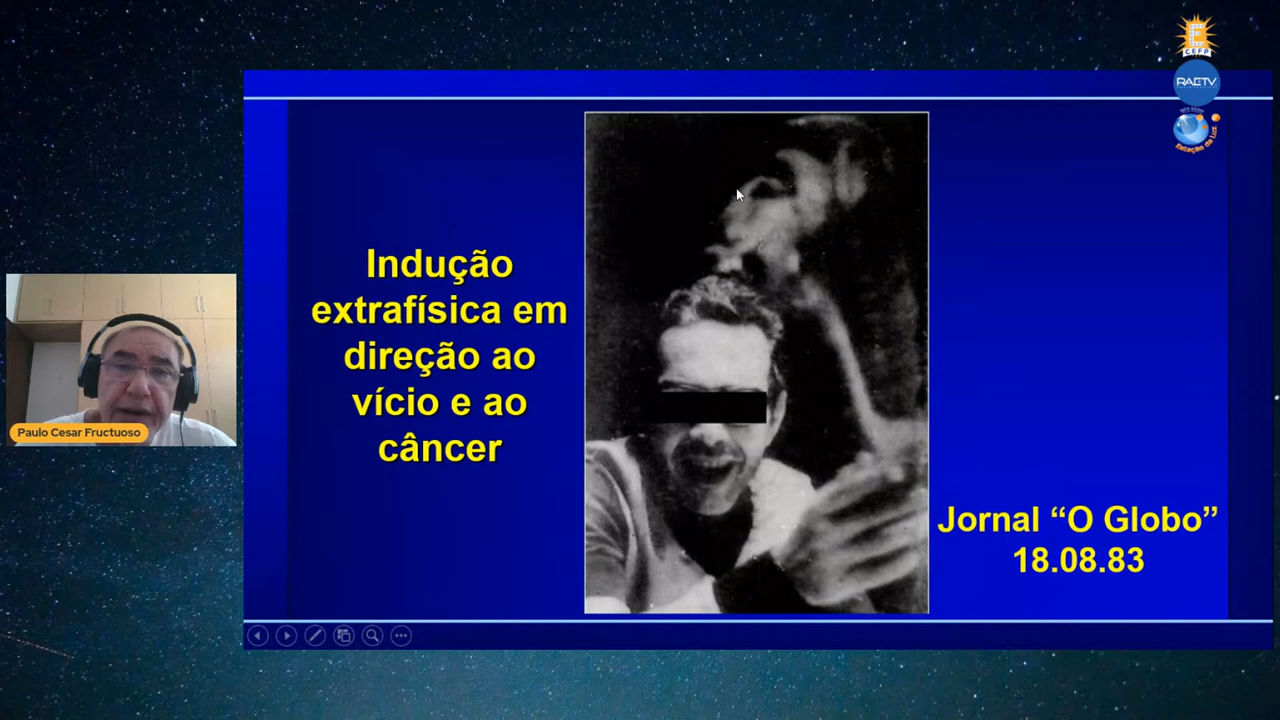 CEFP
RAETV
Estação da Luz
Indução
extrafísica em
direção ao
vício e ao
câncer
Jornal “O Globo”
18.08.83
Paulo Cesar Fructuoso